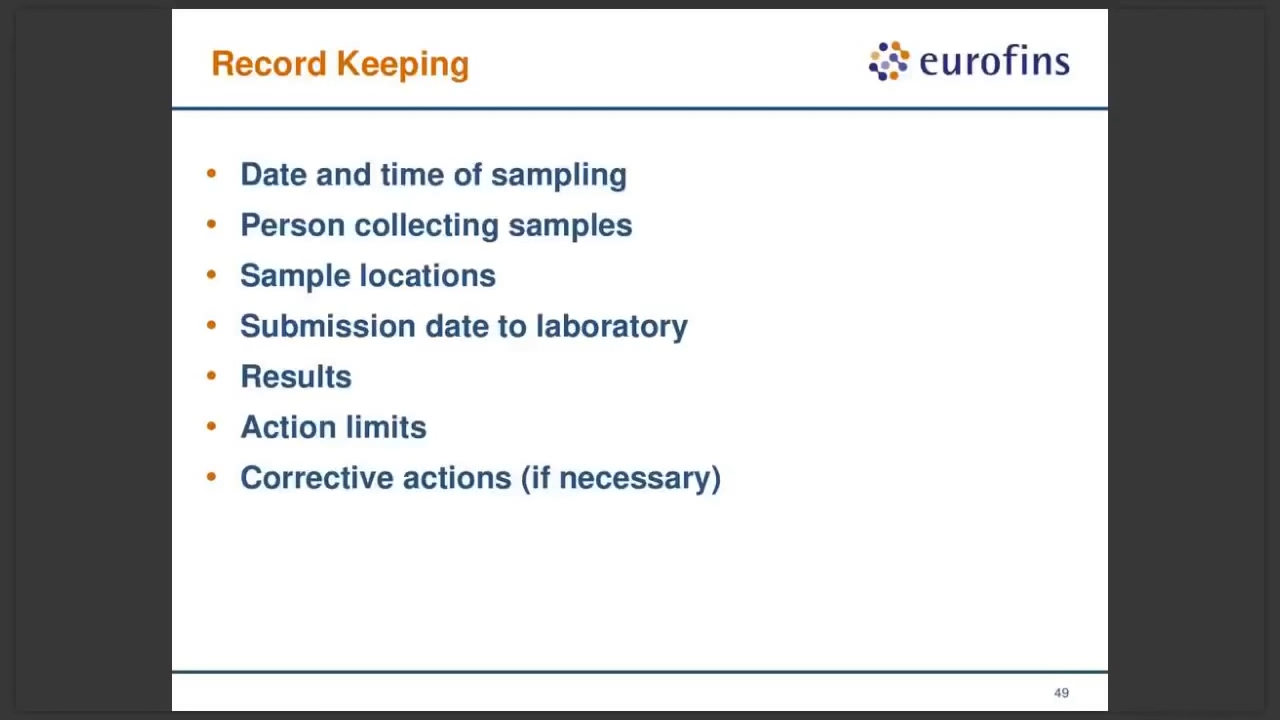 Record Keeping
eurofins
• Date and time of sampling
• Person collecting samples
• Sample locations
• Submission date to laboratory
• Results
• Action limits
• Corrective actions (if necessary)
49